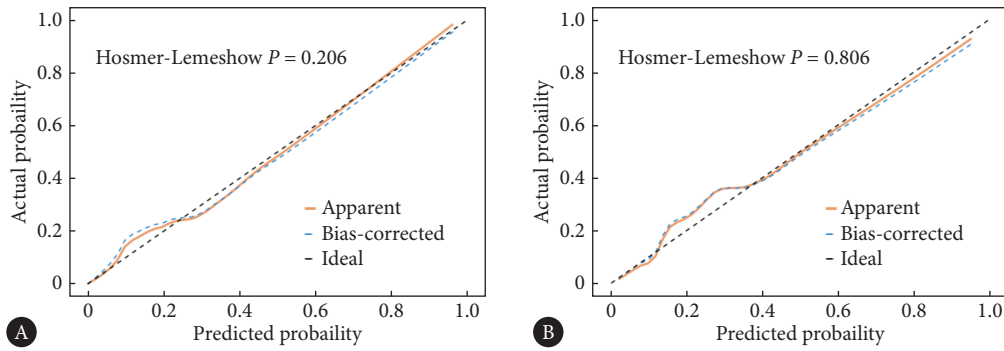 1.0
0.8
0.6
0.4
0.2
0
Actual probaility
Hosmer-Lemeshow P = 0.206
Apparent
Bias-corrected
Ideal
0 0.2 0.4 0.6 0.8 1.0
Predicted probaility
A
1.0
0.8
0.6
0.4
0.2
0
Actual probaility
Hosmer-Lemeshow P = 0.806
Apparent
Bias-corrected
Ideal
0 0.2 0.4 0.6 0.8 1.0
Predicted probaility
B